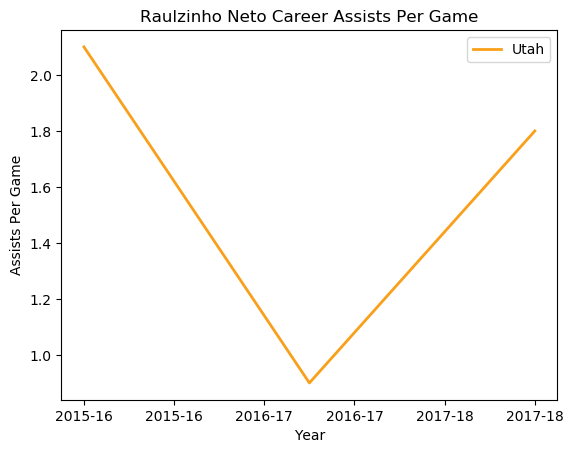 Raulzinho Neto Career Assists Per Game
Utah
Assists Per Game
2.0
1.8
1.6
1.4
1.2
1.0
2015-16 2015-16 2016-17 2016-17 2017-18 2017-18
Year